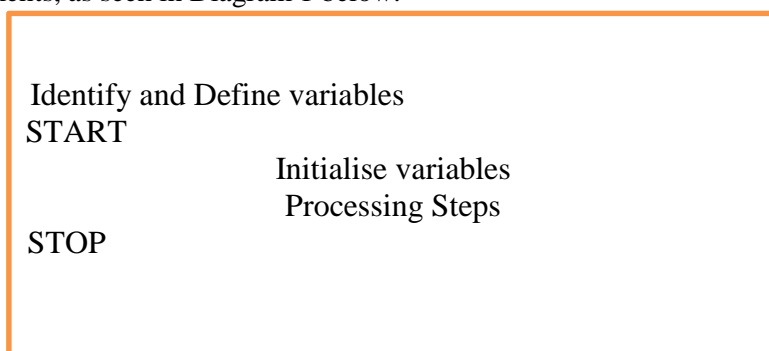 as seen in Diagram 1 below.
Identify and Define variables
START
Initialise variables
Processing Steps
STOP